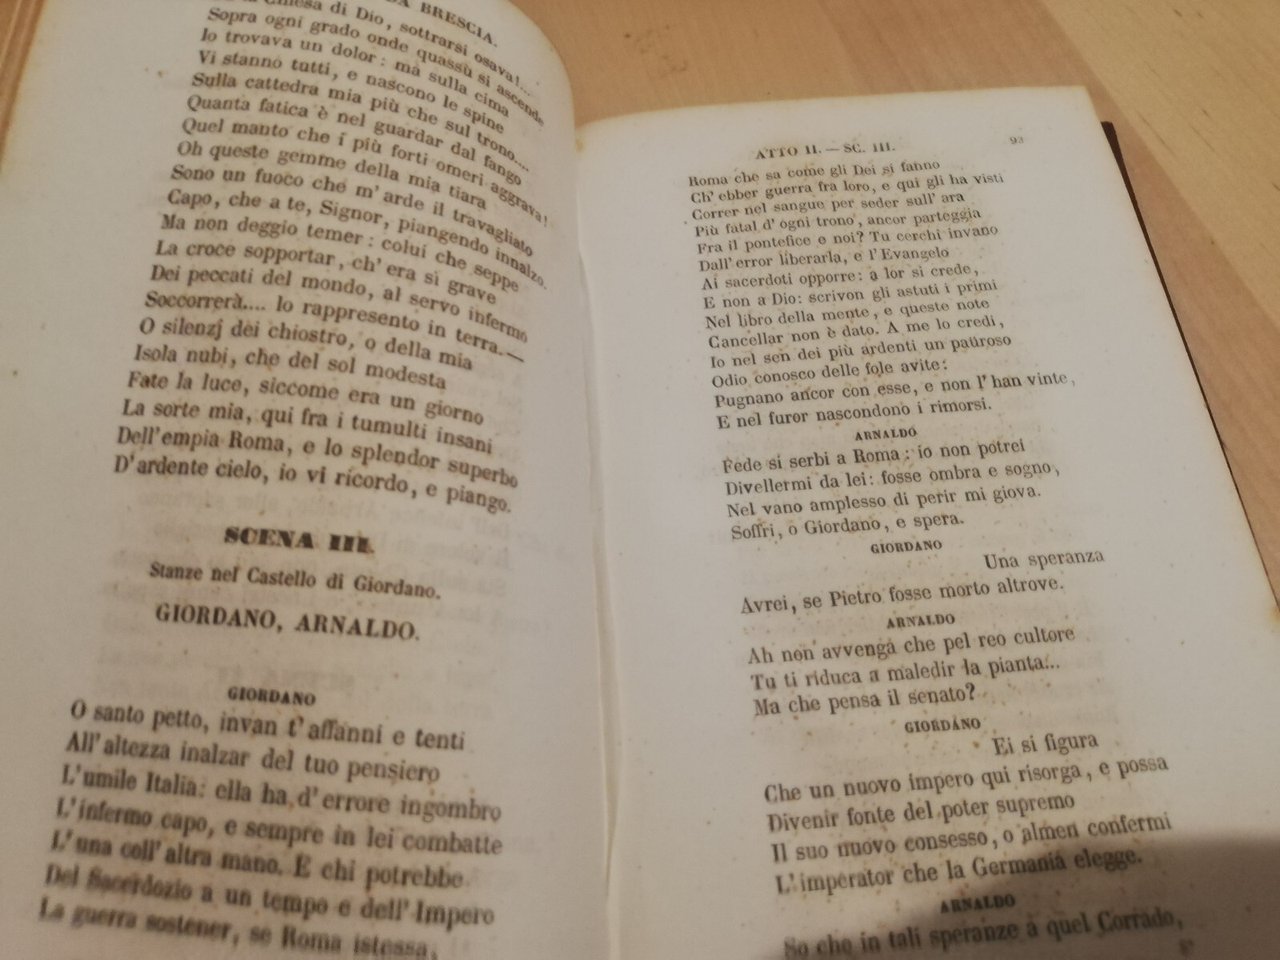 DA BRESCIA.
Chiesa di Dio, sottrarsi osava!...
Sopra ogni grado onde quassù si ascende
Io trovava un dolor: ma sulla cima
Vi stanno tutti, e nascono le spine
Sulla cattedra mia più che sul trono....
Quanta fatica è nel guardar dal fango
Quel manto che i più forti omeri aggrava!
Oh queste gemme della mia tiara
Sono un fuoco che m'arde il travagliato
Capo, che a te, Signor, piangendo innalzo.
Ma non deggio temer: colui che seppe
La croce sopportar, ch'era sì grave
Dei peccati del mondo, al servo infermo
Soccorrerà.... Io rappresento in terra.—
O silenzj dei chiostro, o della mia
Isola nubi, che del sol modesta
Fate la luce, siccome era un giorno
La sorte mia, qui fra i tumulti insani
Dell'empia Roma, e lo splendor superbo
D'ardente cielo, io vi ricordo, e piango.
SCENA III.
Stanze nel Castello di Giordano.
GIORDANO, ARNALDO.
GIORDANO
O santo petto, invan t'affanni e tenti
All'altezza inalzar del tuo pensiero
L'umile Italia: ella ha d'errore ingombro
L'infermo capo, e sempre in lei combatte
L'una coll'altra mano. E chi potrebbe
Del Sacerdozio a un tempo e dell'Impero
La guerra sostener, se Roma istessa,
ATTO II. — SC. III. 93
Roma che sa come gli Dei si fanno
Ch'ebber guerra fra loro, e qui gli ha visti
Correr nel sangue per seder sull'ara
Più fatal d'ogni trono, ancor parteggia
Fra il pontefice e noi? Tu cerchi invano
Dall'error liberarla, e l'Evangelo
Ai sacerdoti opporre: a lor si crede,
E non a Dio: scrivon gli astuti i primi
Nel libro della mente, e queste note
Cancellar non è dato. A me lo credi,
Io nel sen dei più ardenti un pauroso
Odio conosco delle fole avite:
Pugnano ancor con esse, e non l'han vinte,
E nel furor nascondono i rimorsi.
ARNALDO
Fede si serbi a Roma: io non potrei
Divellermi da lei: fosse ombra e sogno,
Nel vano amplesso di perir mi giova.
Soffri, o Giordano, e spera.
GIORDANO
Una speranza
Avrei, se Pietro fosse morto altrove.
ARNALDO
Ah non avvenga che pel reo cultore
Tu ti riduca a maledir la pianta...
Ma che pensa il senato?
GIORDANO
Ei si figura
Che un nuovo impero qui risorga, e possa
Divenir fonte del poter supremo
Il suo nuovo consesso, o almen confermi
L'imperator che la Germania elegge.
ARNALDO
So che in tali speranze a quel Corrado,